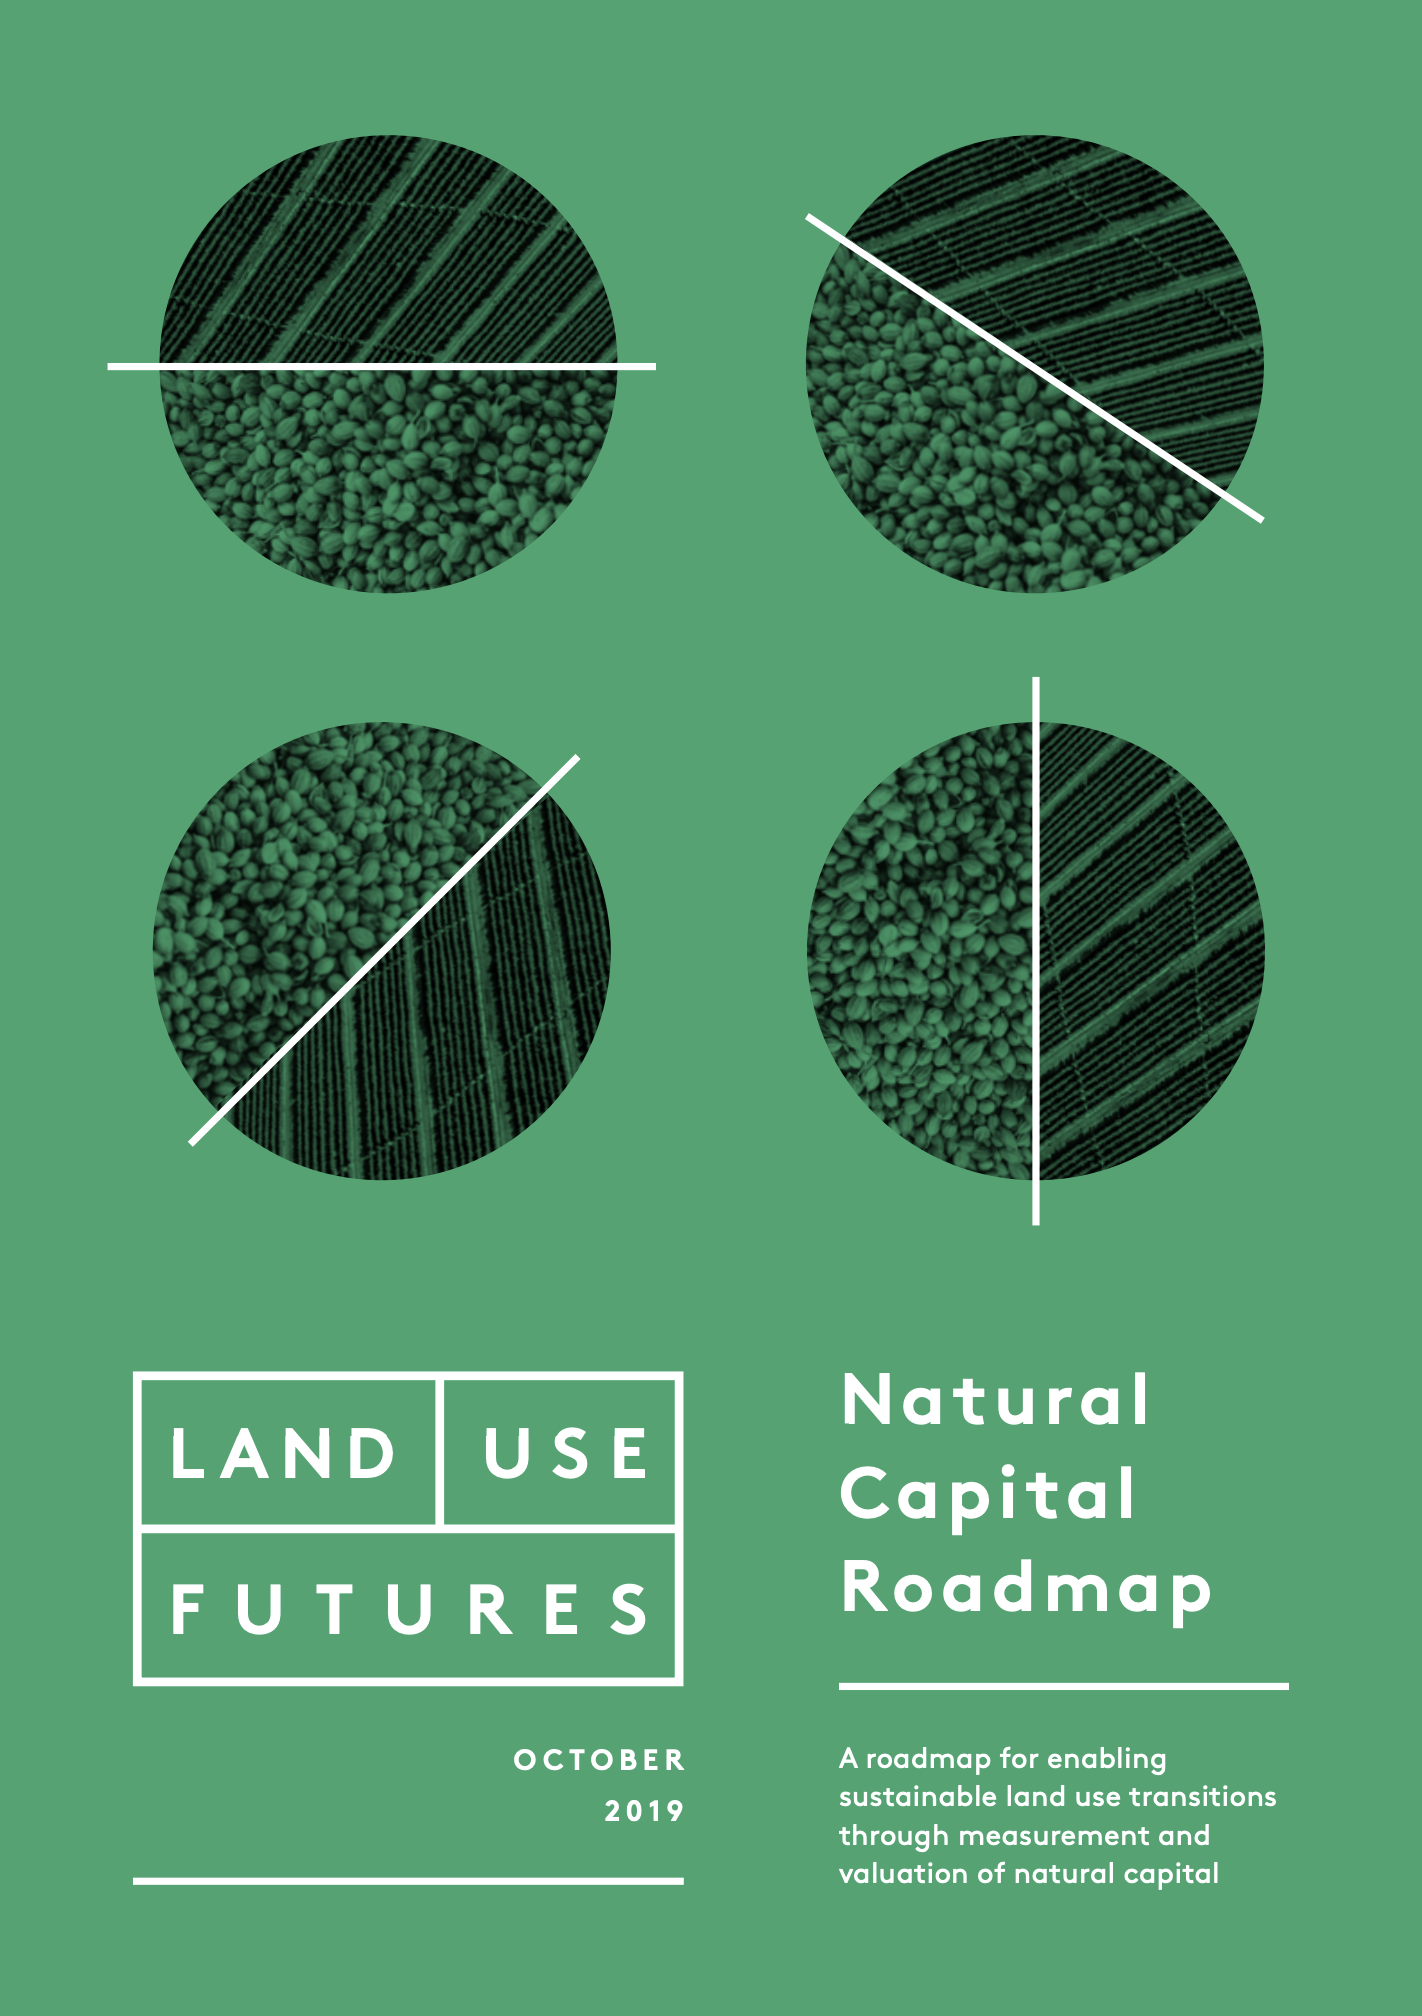 LAND USE
FUTURES
OCTOBER
2019
Natural
Capital
Roadmap
A roadmap for enabling
sustainable land use transitions
through measurement and
valuation of natural capital